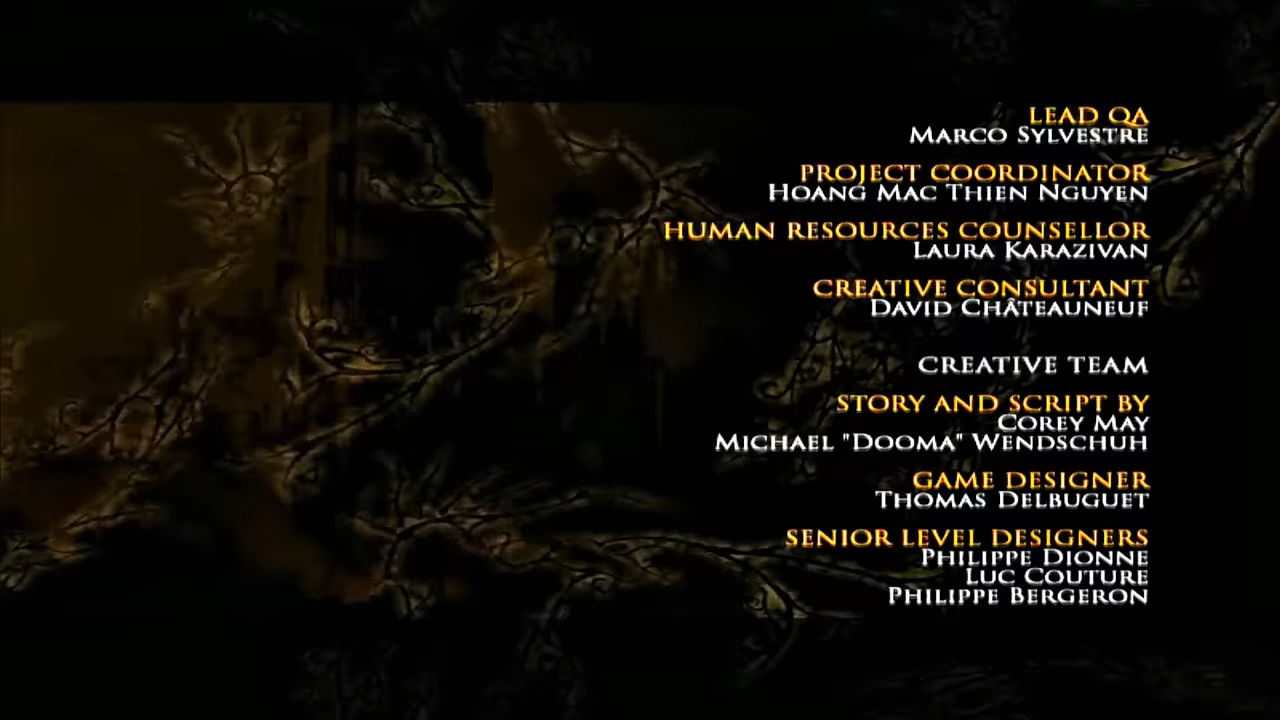 LEAD QA
MARCO SYLVESTRE
PROJECT COORDINATOR
HOANG MAC THIEN NGUYEN
HUMAN RESOURCES COUNSELLOR
LAURA KARAZIVAN
CREATIVE CONSULTANT
DAVID CHÂTEAUNEUF
CREATIVE TEAM
STORY AND SCRIPT BY
COREY MAY
MICHAEL "DOOMA" WENDSCHUH
GAME DESIGNER
THOMAS DELBUGUET
SENIOR LEVEL DESIGNERS
PHILIPPE DIONNE
LUC COUTURE
PHILIPPE BERGERON